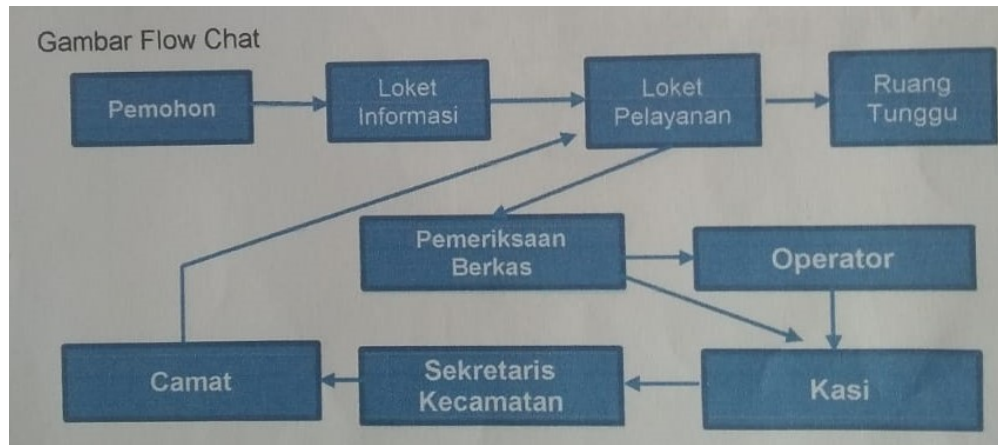 Gambar Flow Chat
Pemohon
Loket
Informasi
Loket
Pelayanan
Ruang
Tunggu
Pemeriksaan
Berkas
Operator
Camat
Sekretaris
Kecamatan
Kasi